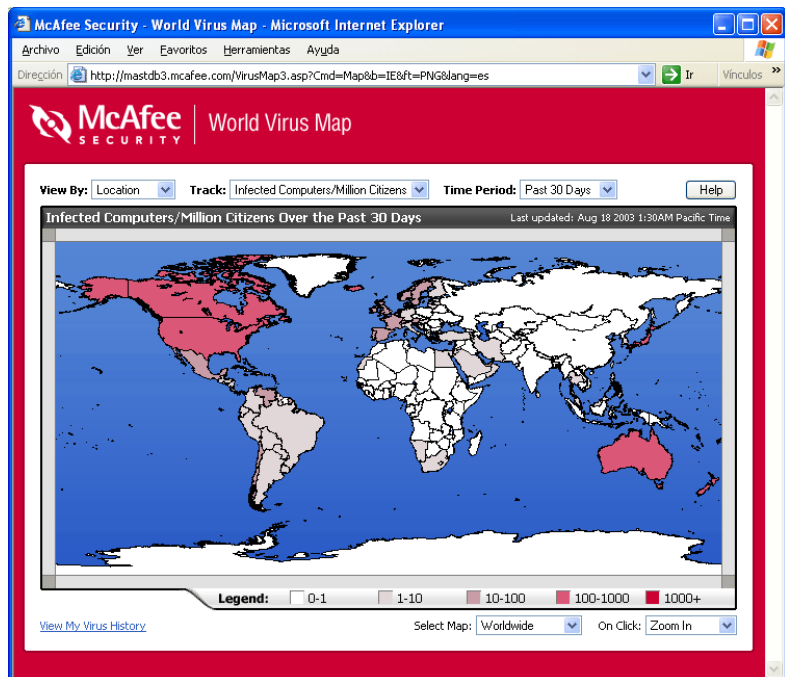 McAfee Security - World Virus Map - Microsoft Internet Explorer
Archivo Edición Ver Favoritos Herramientas Ayuda
Dirección http://mastdb3.mcafee.com/VirusMap3.asp?Cmd=Map&b=IE&ft=PNG&lang=es Ir Vínculos »
McAfee SECURITY World Virus Map
View By: Location Track: Infected Computers/Million Citizens Time Period: Past 30 Days Help
Infected Computers/Million Citizens Over the Past 30 Days Last updated: Aug 18 2003 1:30AM Pacific Time
Legend: 0-1 1-10 10-100 100-1000 1000+
View My Virus History Select Map: Worldwide On Click: Zoom In